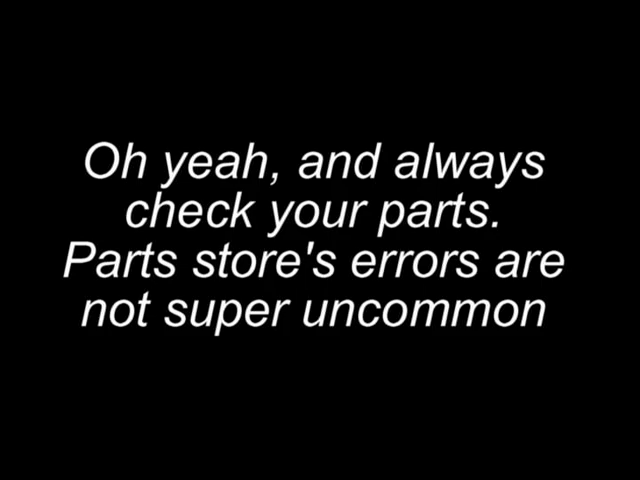 Oh yeah, and always
check your parts.
Parts store's errors are
not super uncommon